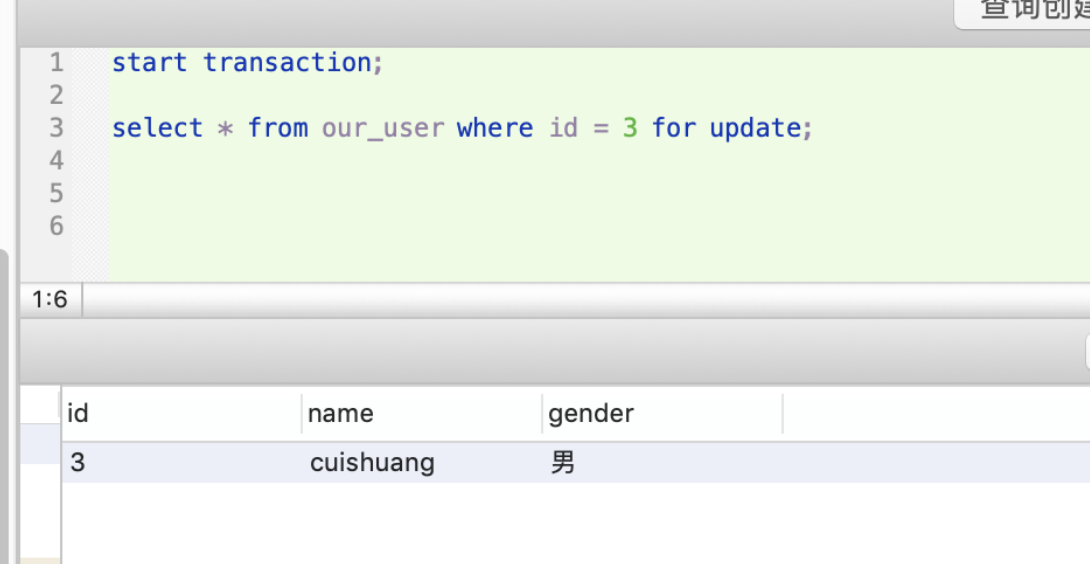 查询创建
1 start transaction;
2
3 select * from our_user where id = 3 for update;
4
5
6
1:6
id name gender
3 cuishuang 男